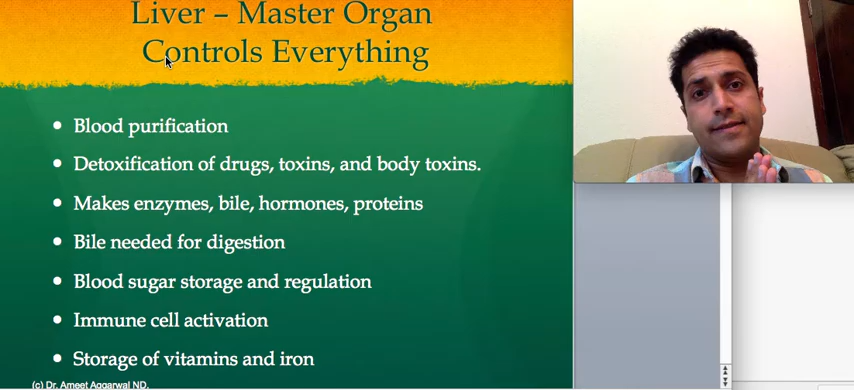 Liver – Master Organ
Controls Everything
• Blood purification
• Detoxification of drugs, toxins, and body toxins.
• Makes enzymes, bile, hormones, proteins
• Bile needed for digestion
• Blood sugar storage and regulation
• Immune cell activation
• Storage of vitamins and iron
(c) Dr. Ameet Aggarwal ND.